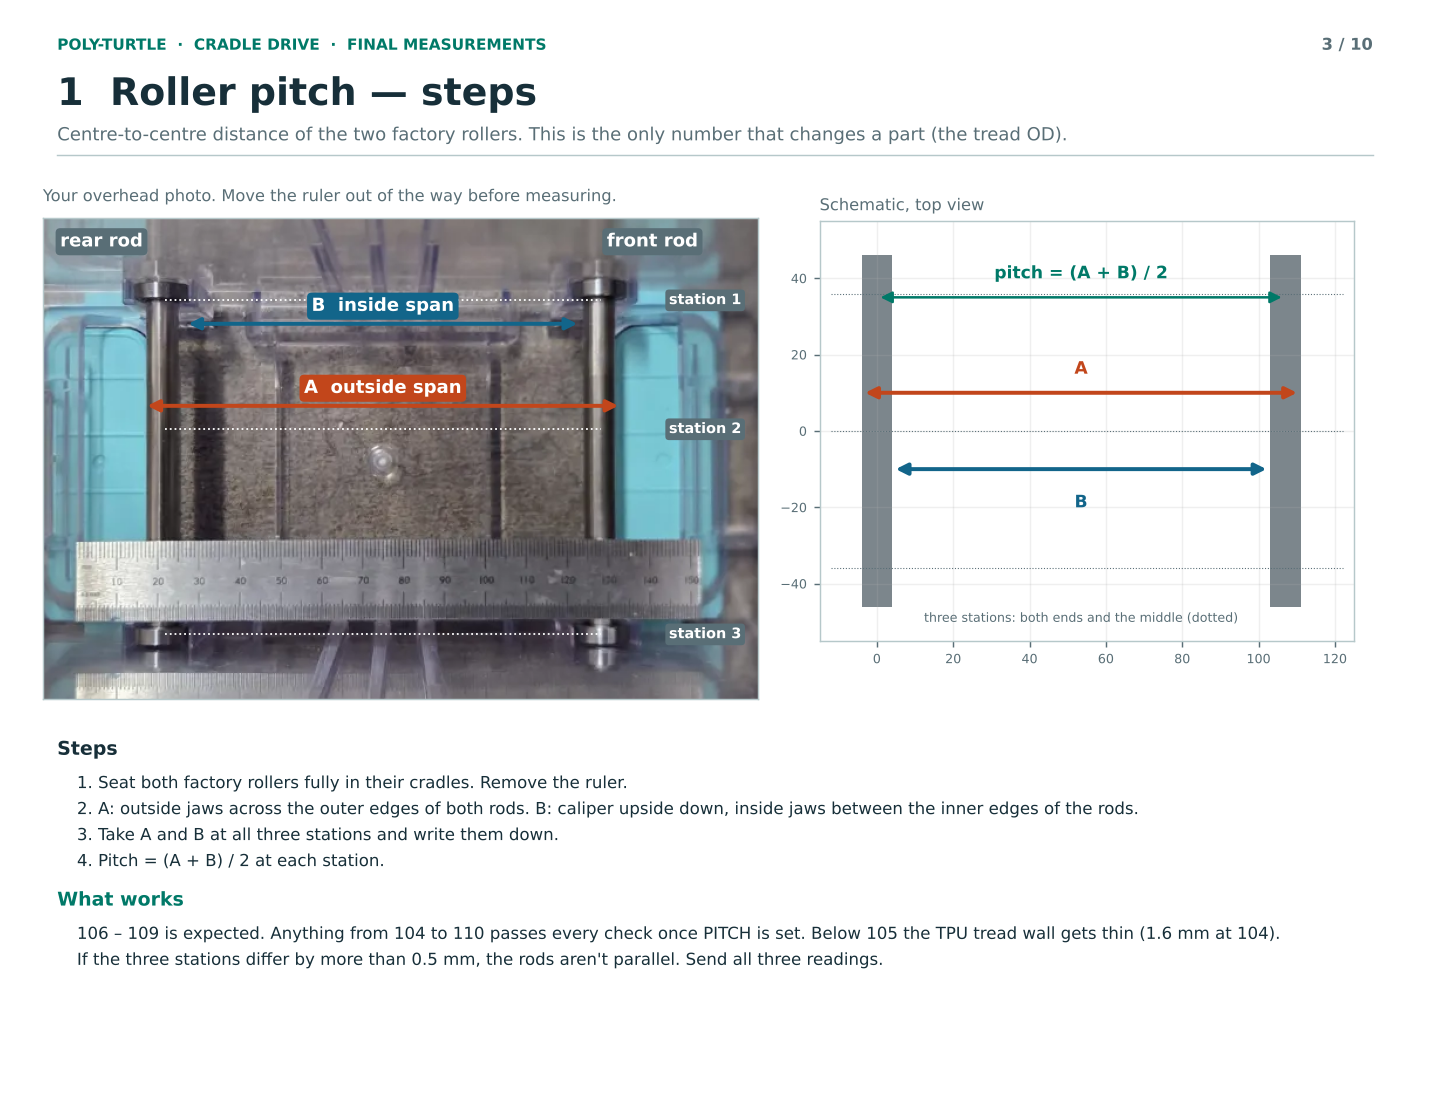 POLY-TURTLE · CRADLE DRIVE · FINAL MEASUREMENTS
3 / 10
1 Roller pitch — steps
Centre-to-centre distance of the two factory rollers. This is the only number that changes a part (the tread OD).
Your overhead photo. Move the ruler out of the way before measuring.
rear rod
front rod
B inside span
station 1
A outside span
station 2
10 20 30 40 50 60 70 80 90 100 110 120 130 140 150
station 3
Schematic, top view
pitch = (A + B) / 2
A
B
three stations: both ends and the middle (dotted)
40
20
0
−20
−40
0 20 40 60 80 100 120
Steps
1. Seat both factory rollers fully in their cradles. Remove the ruler.
2. A: outside jaws across the outer edges of both rods. B: caliper upside down, inside jaws between the inner edges of the rods.
3. Take A and B at all three stations and write them down.
4. Pitch = (A + B) / 2 at each station.
What works
106 – 109 is expected. Anything from 104 to 110 passes every check once PITCH is set. Below 105 the TPU tread wall gets thin (1.6 mm at 104).
If the three stations differ by more than 0.5 mm, the rods aren't parallel. Send all three readings.